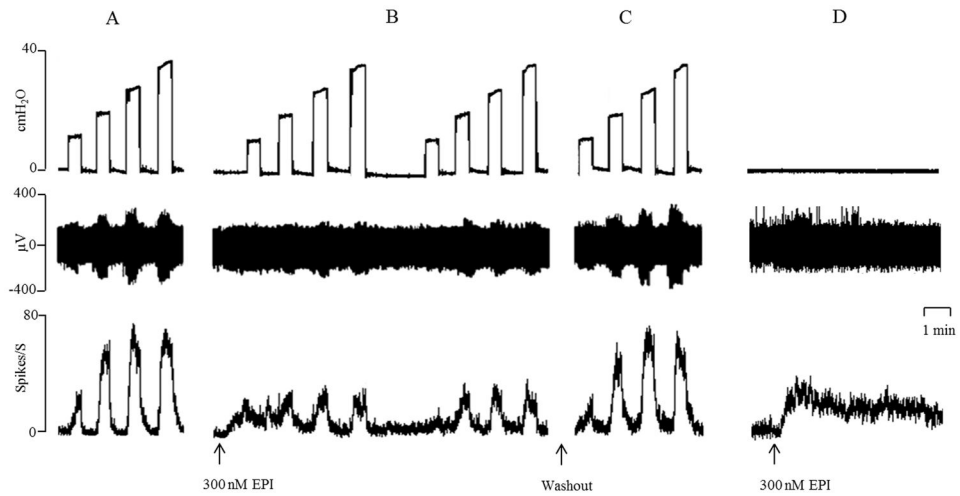 A B C D
40
cmH₂O
0
400
µV
0
-400
80
Spikes/S
0
1 min
300 nM EPI
Washout
300 nM EPI